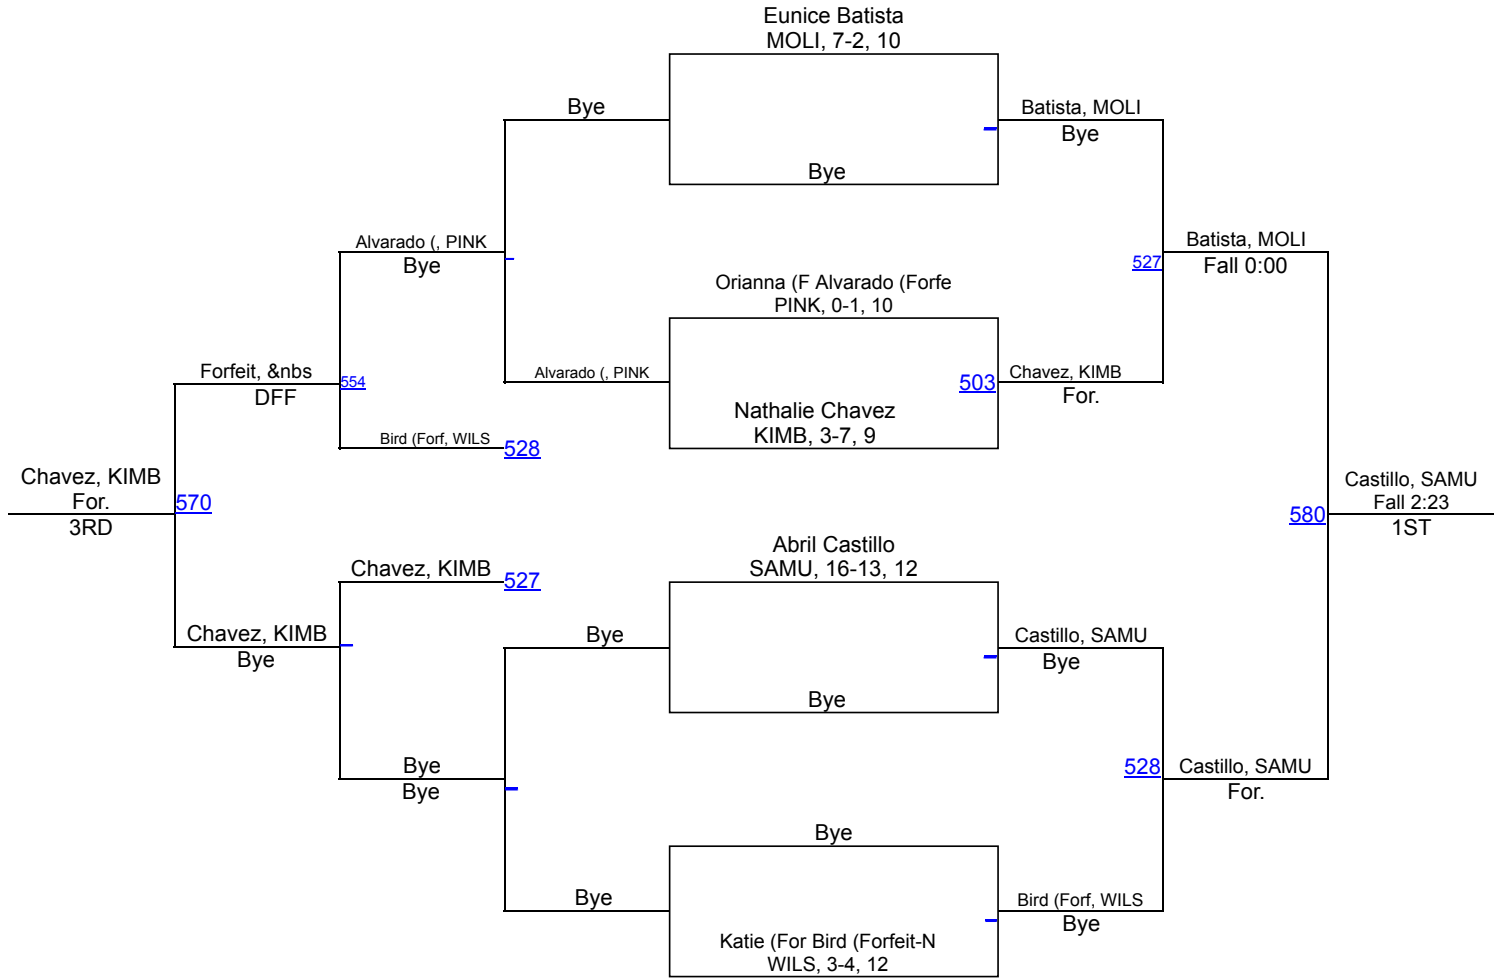 Eunice Batista
MOLI, 7-2, 10
Bye
Batista, MOLI
Bye
Bye
Alvarado (, PINK
Bye
Batista, MOLI
527
Fall 0:00
Orianna (F Alvarado (Forfe
PINK, 0-1, 10
Forfeit, &nbs
554
DFF
Alvarado (, PINK
503
Chavez, KIMB
For.
Nathalie Chavez
KIMB, 3-7, 9
Bird (Forf, WILS
528
Chavez, KIMB
For.
570
3RD
Castillo, SAMU
Fall 2:23
580
1ST
Abril Castillo
SAMU, 16-13, 12
Chavez, KIMB
527
Chavez, KIMB
Bye
Bye
Castillo, SAMU
Bye
Bye
Bye
Bye
528
Castillo, SAMU
For.
Bye
Bye
Bird (Forf, WILS
Bye
Katie (For Bird (Forfeit-N
WILS, 3-4, 12